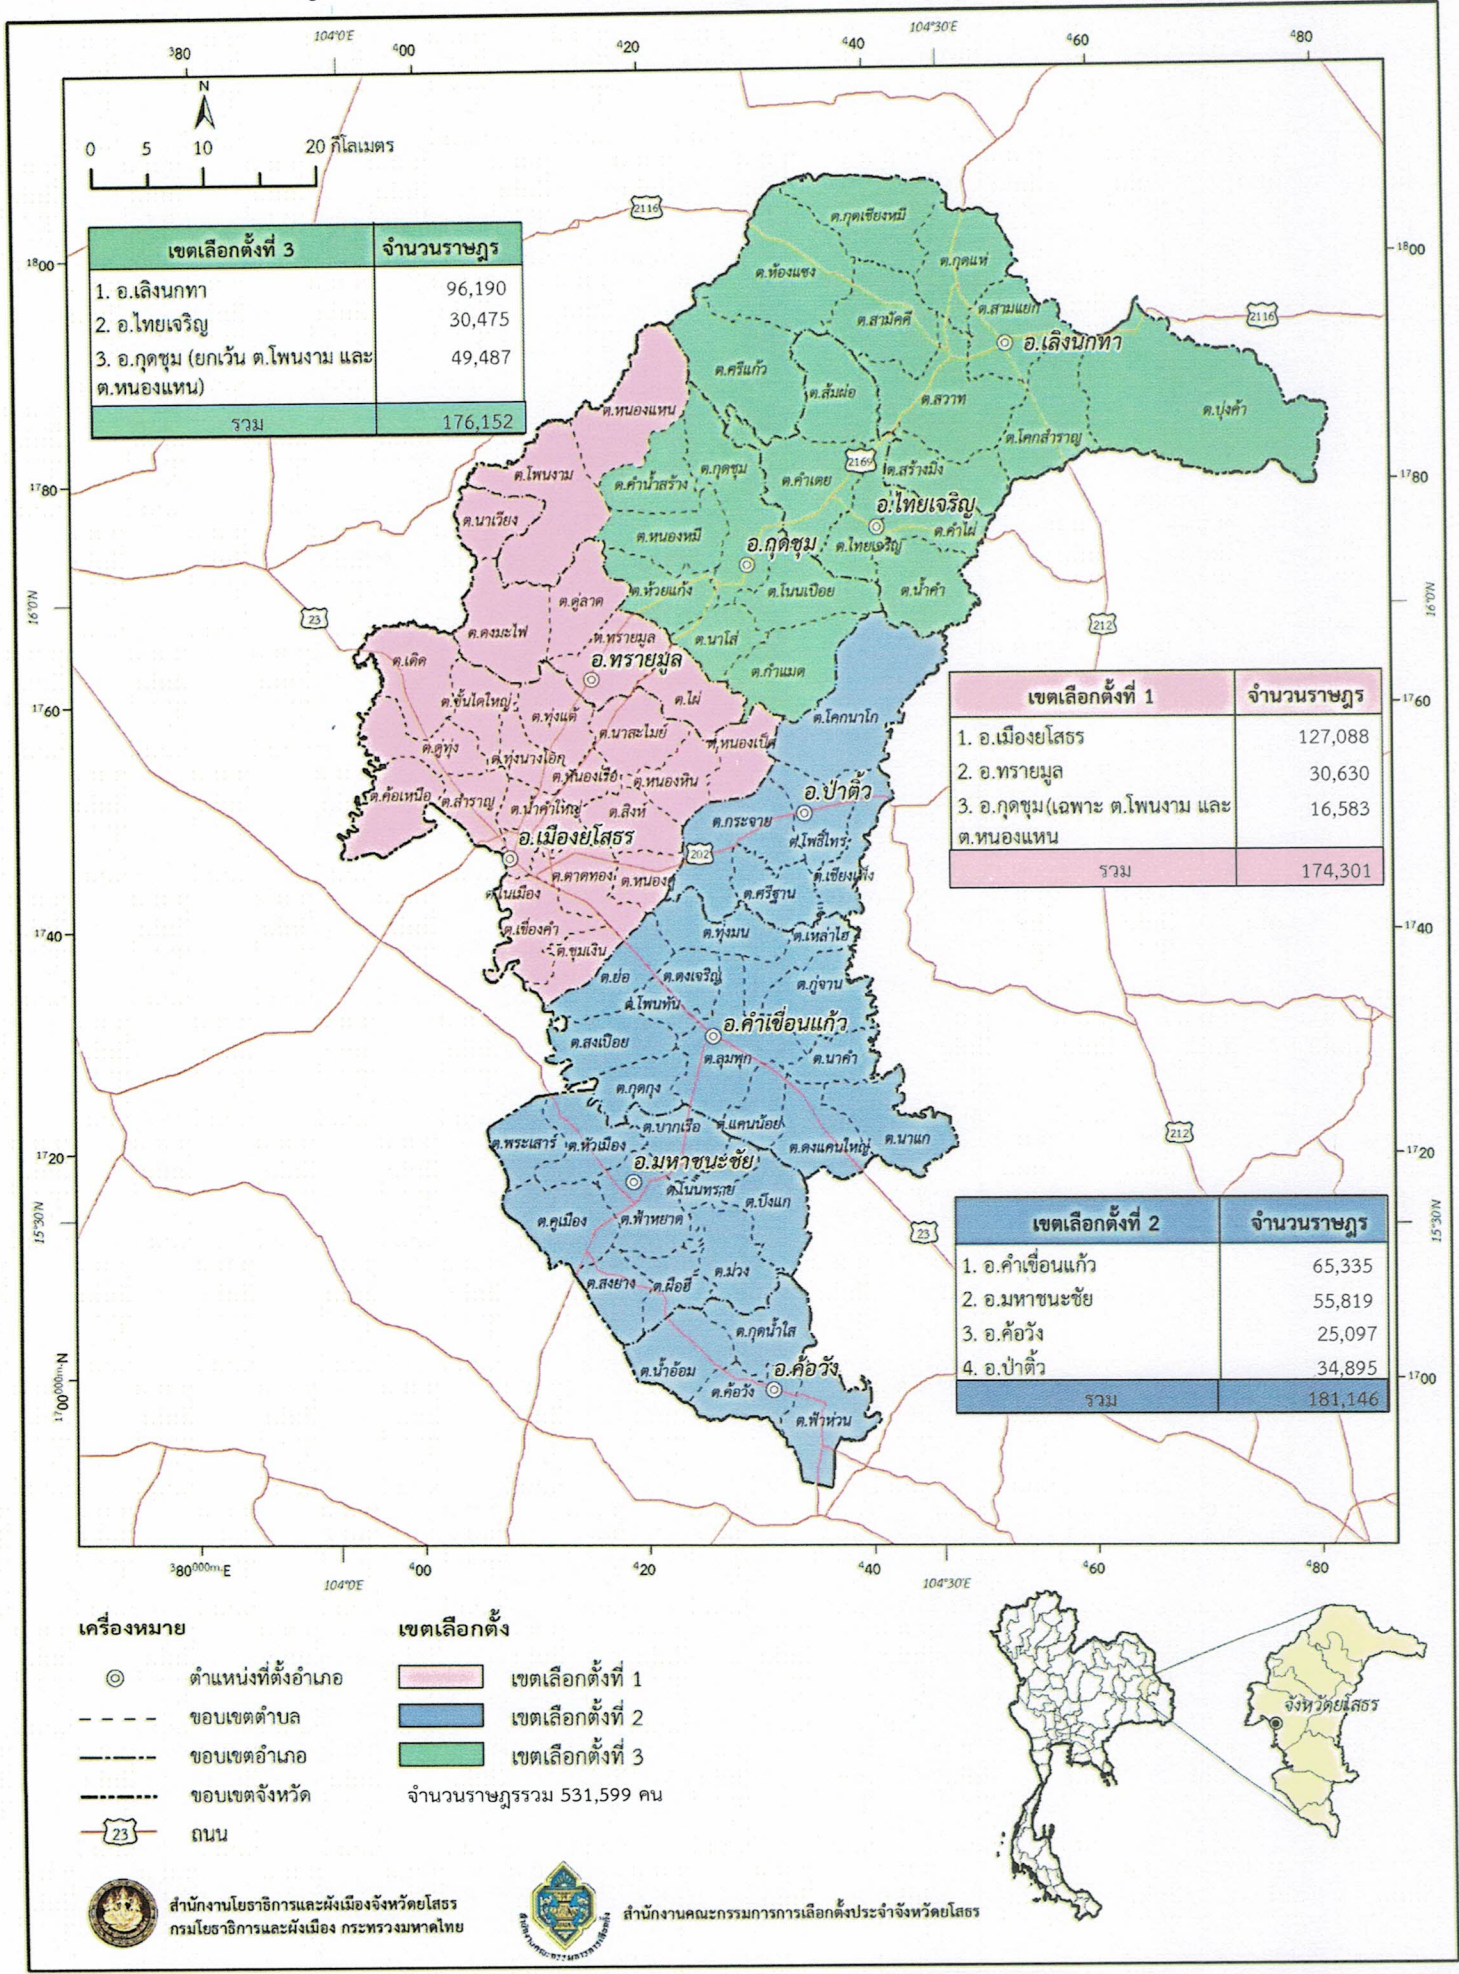 104°0'E
104°30'E
³80
⁴00
⁴20
⁴40
⁴60
⁴80
N
0 5 10 20 กิโลเมตร
2116
เขตเลือกตั้งที่ 3 จำนวนราษฎร
1. อ.เลิงนกทา 96,190
2. อ.ไทยเจริญ 30,475
3. อ.กุดชุม (ยกเว้น ต.โพนงาม และ 49,487
ต.หนองแหน)
รวม 176,152
¹⁸00
¹⁸00
ต.กุดเชียงหมี
ต.กุดแห่
ต.ห้องแซง
ต.สามแยก
ต.สามัคคี
2116
อ.เลิงนกทา
ต.ศรีแก้ว
ต.ส้มผ่อ
ต.สวาท
ต.หนองแหน
ต.บุ่งค้า
ต.โคกสำราญ
ต.กุดชุม
2169
ต.สร้างมิ่ง
ต.โพนงาม
ต.คำน้ำสร้าง
ต.คำเตย
¹⁷80
¹⁷80
อ.ไทยเจริญ
ต.นาเวียง
ต.คำไผ่
ต.หนองหมี
อ.กุดชุม
ต.ไทยเจริญ
ต.ห้วยแก้ง
ต.โนนเปือย
ต.น้ำคำ
ต.ดู่ลาด
16°0'N
16°0'N
23
212
ต.ดงมะไฟ
ต.ทรายมูล
ต.นาโส่
อ.ทรายมูล
ต.เดิด
ต.กำแมด
ต.ไผ่
ต.ขั้นไดใหญ่
ต.ทุ่งแต้
ต.โคกนาโก
¹⁷60
¹⁷60
ต.นาสะไมย์
ต.หนองเป็ด
ต.ดู่ทุ่ง
ต.ทุ่งนางโอก
ต.หนองเรือ
ต.หนองหิน
เขตเลือกตั้งที่ 1 จำนวนราษฎร
1. อ.เมืองยโสธร 127,088
2. อ.ทรายมูล 30,630
3. อ.กุดชุม(เฉพาะ ต.โพนงาม และ 16,583
ต.หนองแหน
รวม 174,301
ต.ค้อเหนือ
ต.สำราญ
ต.น้ำคำใหญ่
ต.สิงห์
อ.ป่าติ้ว
ต.กระจาย
ต.โพธิ์ไทร
อ.เมืองยโสธร
202
ต.ตาดทอง
ต.หนองคู
ต.เชียงเพ็ง
ต.ในเมือง
ต.ศรีฐาน
ต.เขื่องคำ
ต.ทุ่งมน
ต.เหล่าไฮ
¹⁷40
¹⁷40
ต.ขุมเงิน
ต.ย่อ
ต.ดงเจริญ
ต.กู่จาน
ต.โพนทัน
อ.คำเขื่อนแก้ว
ต.สงเปือย
ต.ลุมพุก
ต.นาคำ
ต.กุดกุง
ต.บากเรือ
ต.แคนน้อย
ต.พระเสาร์
ต.หัวเมือง
ต.ดงแคนใหญ่
ต.นาแก
212
¹⁷20
¹⁷20
อ.มหาชนะชัย
ต.โนนทราย
ต.บึงแก
ต.คูเมือง
ต.ฟ้าหยาด
15°30'N
15°30'N
23
เขตเลือกตั้งที่ 2 จำนวนราษฎร
1. อ.คำเขื่อนแก้ว 65,335
2. อ.มหาชนะชัย 55,819
3. อ.ค้อวัง 25,097
4. อ.ป่าติ้ว 34,895
รวม 181,146
ต.สงยาง
ต.ผือฮี
ต.ม่วง
ต.กุดน้ำใส
ต.น้ำอ้อม
อ.ค้อวัง
ต.ค้อวัง
ต.ฟ้าห่วน
¹⁷00⁰⁰⁰ᵐ·N
¹⁷00
³80⁰⁰⁰ᵐ·E
⁴00
⁴20
⁴40
⁴60
⁴80
104°0'E
104°30'E
เครื่องหมาย
ตำแหน่งที่ตั้งอำเภอ
ขอบเขตตำบล
ขอบเขตอำเภอ
ขอบเขตจังหวัด
23 ถนน
เขตเลือกตั้ง
เขตเลือกตั้งที่ 1
เขตเลือกตั้งที่ 2
เขตเลือกตั้งที่ 3
จำนวนราษฎรรวม 531,599 คน
จังหวัดยโสธร
สำนักงานโยธาธิการและผังเมืองจังหวัดยโสธร
กรมโยธาธิการและผังเมือง กระทรวงมหาดไทย
สำนักงานคณะกรรมการการเลือกตั้ง
สำนักงานคณะกรรมการการเลือกตั้งประจำจังหวัดยโสธร